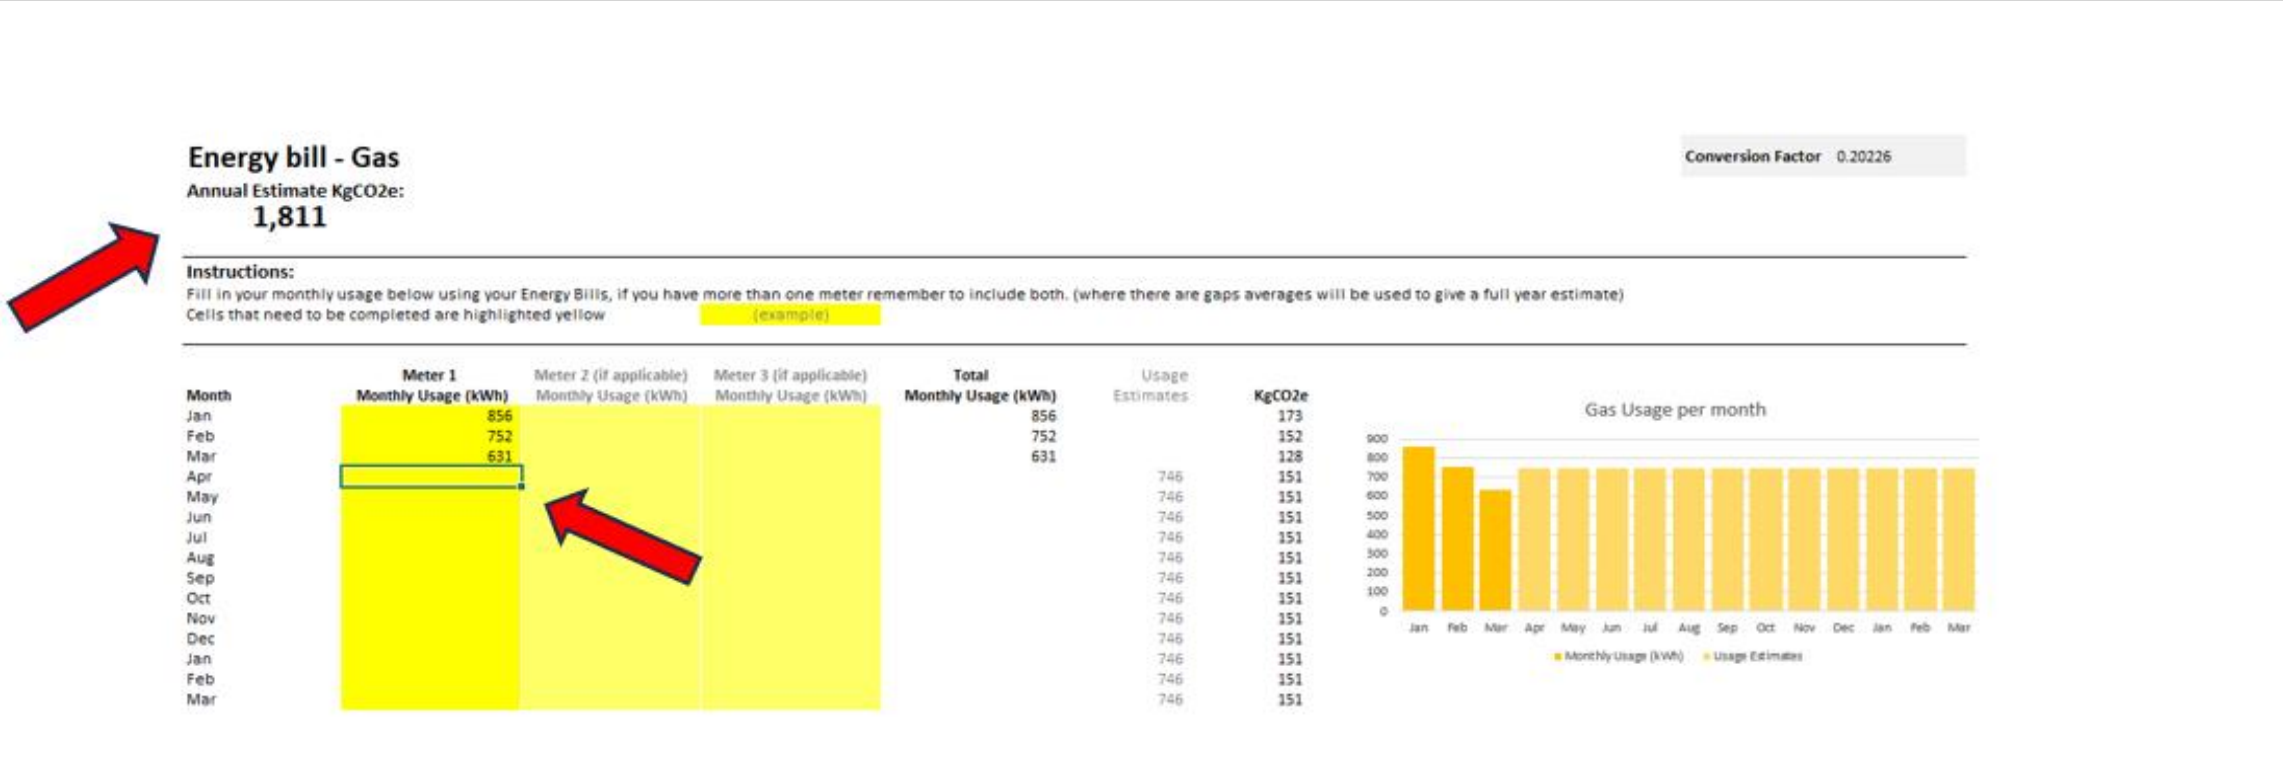 Energy bill - Gas
Conversion Factor 0.20226
Annual Estimate KgCO2e:
1,811
Instructions:
Fill in your monthly usage below using your Energy Bills, if you have more than one meter remember to include both. (where there are gaps averages will be used to give a full year estimate)
Cells that need to be completed are highlighted yellow (example)
Meter 1 Meter 2 (if applicable) Meter 3 (if applicable) Total Usage
Month Monthly Usage (kWh) Monthly Usage (kWh) Monthly Usage (kWh) Monthly Usage (kWh) Estimates KgCO2e
Jan 856 856 173
Feb 752 752 152
Mar 631 631 128
Apr 746 151
May 746 151
Jun 746 151
Jul 746 151
Aug 746 151
Sep 746 151
Oct 746 151
Nov 746 151
Dec 746 151
Jan 746 151
Feb 746 151
Mar 746 151
Gas Usage per month
900
800
700
600
500
400
300
200
100
0
Jan Feb Mar Apr May Jun Jul Aug Sep Oct Nov Dec Jan Feb Mar
Monthly Usage (kWh) Usage Estimates